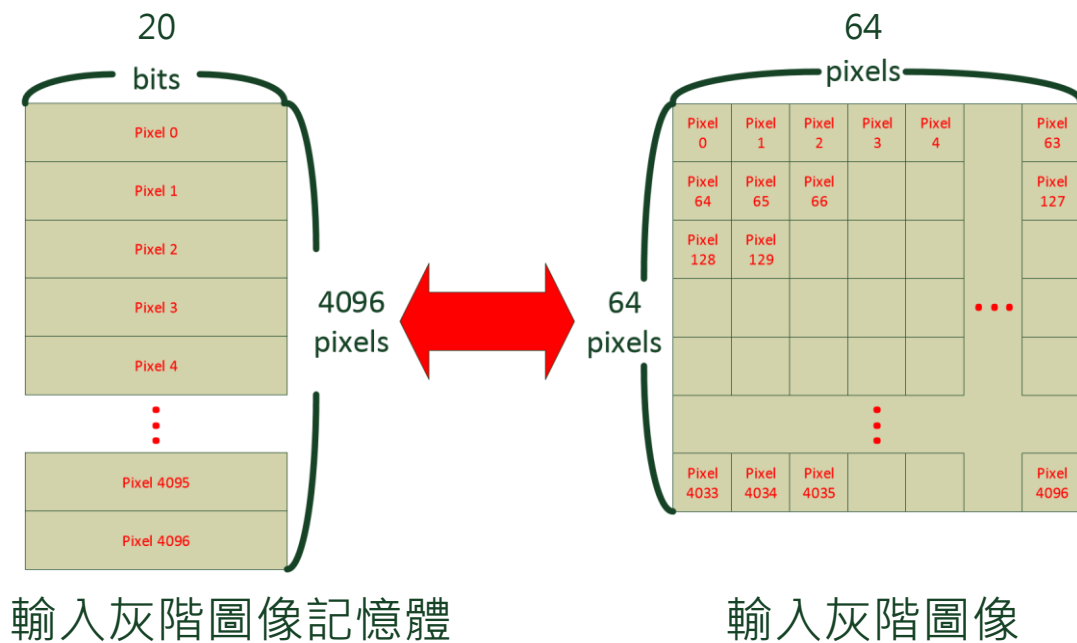 20
bits
Pixel 0
Pixel 1
Pixel 2
Pixel 3
Pixel 4
Pixel 4095
Pixel 4096
4096
pixels
輸入灰階圖像記憶體
64
pixels
64
pixels
Pixel
0
Pixel
1
Pixel
2
Pixel
3
Pixel
4
Pixel
63
Pixel
64
Pixel
65
Pixel
66
Pixel
127
Pixel
128
Pixel
129
Pixel
4033
Pixel
4034
Pixel
4035
Pixel
4096
輸入灰階圖像